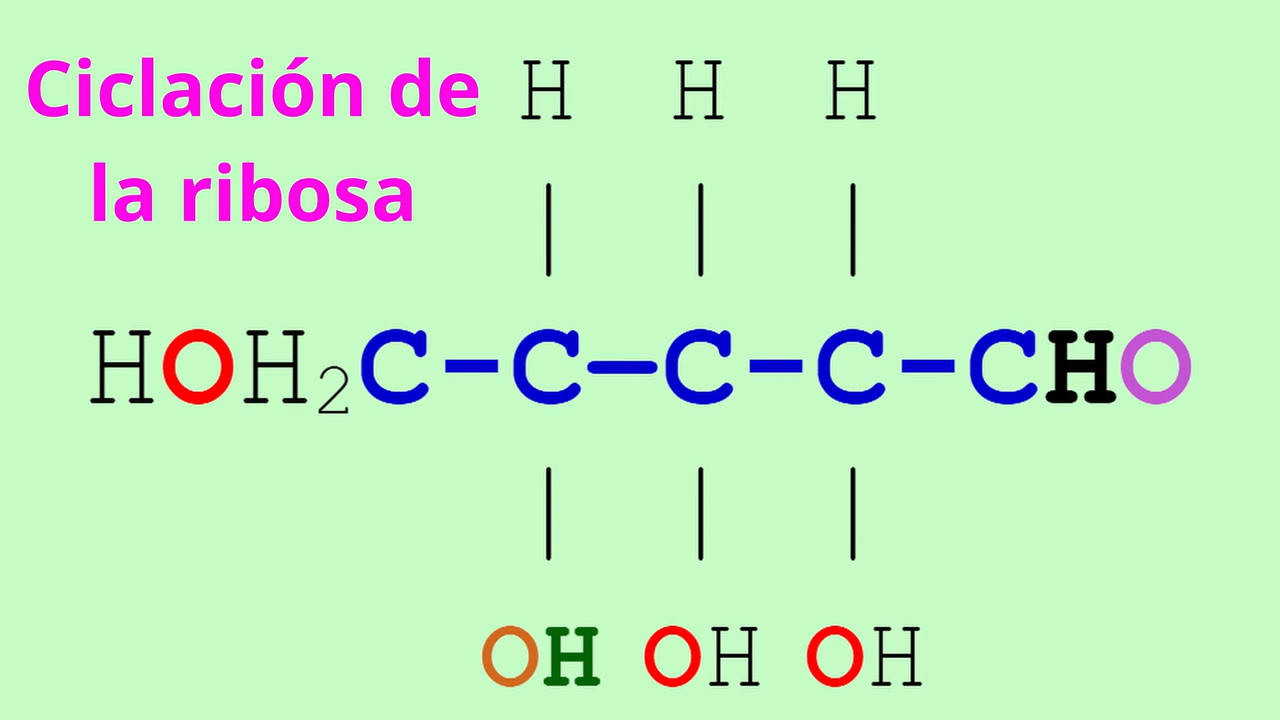 Ciclación de
la ribosa
H H H
| | |
HOH₂C–C–C–C–CHO
| | |
OH OH OH